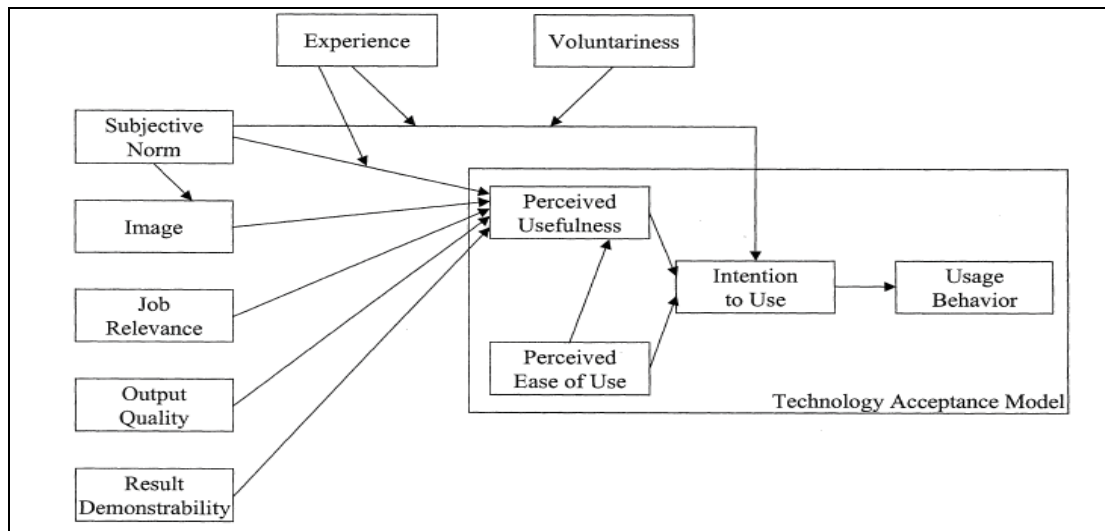 Experience
Voluntariness
Subjective
Norm
Image
Job
Relevance
Output
Quality
Result
Demonstrability
Perceived
Usefulness
Perceived
Ease of Use
Intention
to Use
Usage
Behavior
Technology Acceptance Model